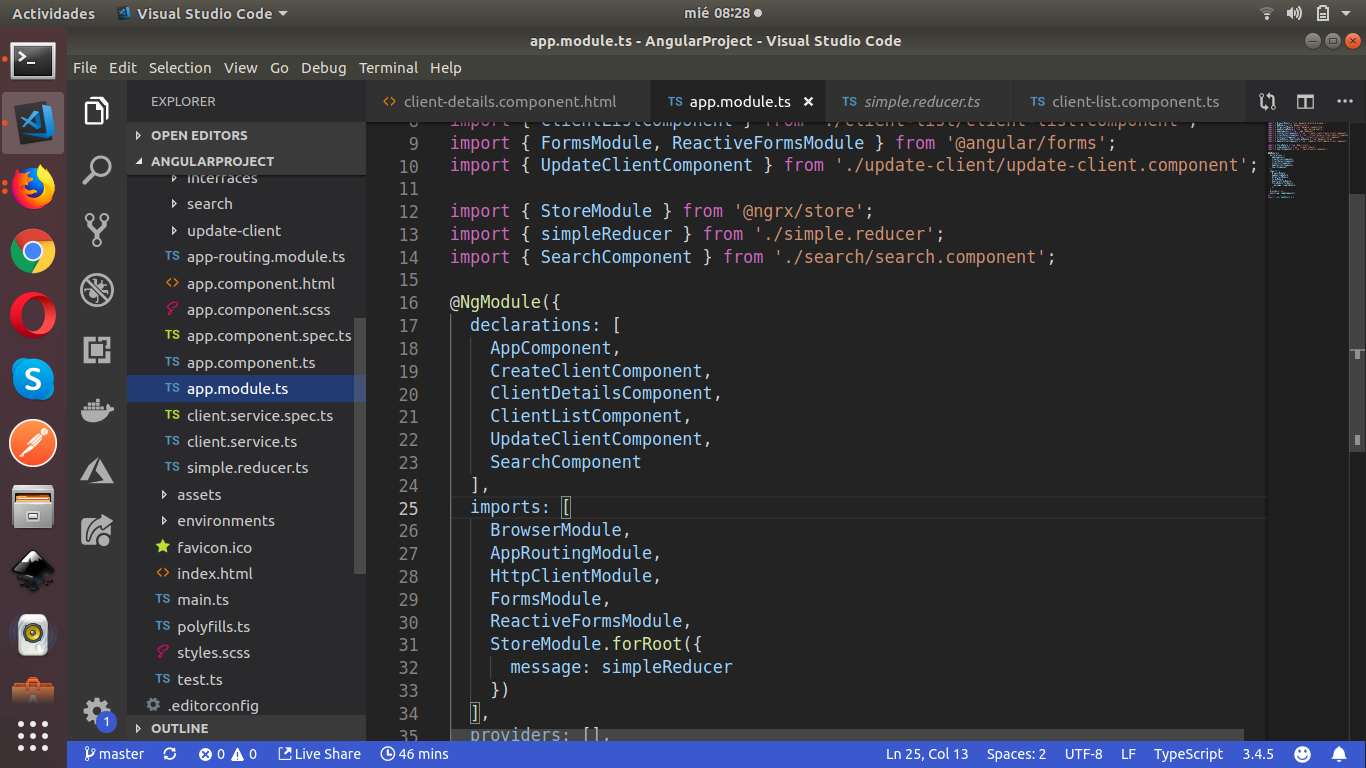 Actividades
Visual Studio Code
mié 08:28
app.module.ts - AngularProject - Visual Studio Code
File Edit Selection View Go Debug Terminal Help
EXPLORER
OPEN EDITORS
ANGULARPROJECT
interfaces
search
update-client
TS app-routing.module.ts
<> app.component.html
app.component.scss
TS app.component.spec.ts
TS app.component.ts
TS app.module.ts
TS client.service.spec.ts
TS client.service.ts
TS simple.reducer.ts
assets
environments
favicon.ico
<> index.html
TS main.ts
TS polyfills.ts
styles.scss
TS test.ts
.editorconfig
OUTLINE
1
<> client-details.component.html
TS app.module.ts
TS simple.reducer.ts
TS client-list.component.ts
8 import { ClientListComponent } from './client-list/client-list.component';
9 import { FormsModule, ReactiveFormsModule } from '@angular/forms';
10 import { UpdateClientComponent } from './update-client/update-client.component';
11
12 import { StoreModule } from '@ngrx/store';
13 import { simpleReducer } from './simple.reducer';
14 import { SearchComponent } from './search/search.component';
15
16 @NgModule({
17 declarations: [
18 AppComponent,
19 CreateClientComponent,
20 ClientDetailsComponent,
21 ClientListComponent,
22 UpdateClientComponent,
23 SearchComponent
24 ],
25 imports: [
26 BrowserModule,
27 AppRoutingModule,
28 HttpClientModule,
29 FormsModule,
30 ReactiveFormsModule,
31 StoreModule.forRoot({
32 message: simpleReducer
33 })
34 ],
35 providers: [],
master
0 0
Live Share
46 mins
Ln 25, Col 13
Spaces: 2
UTF-8
LF
TypeScript
3.4.5